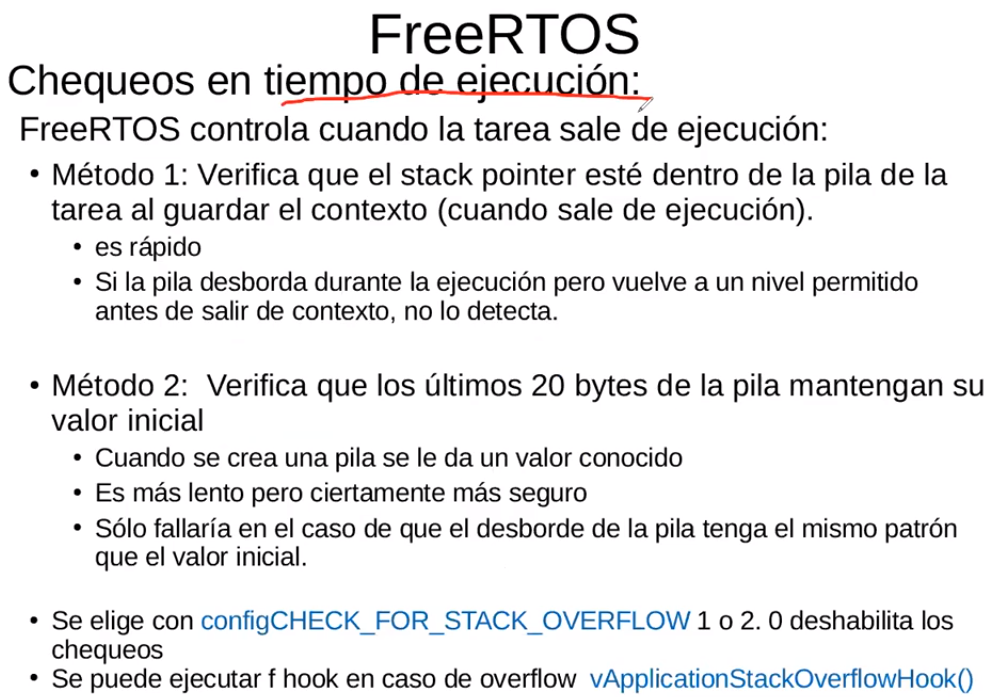 FreeRTOS
Chequeos en tiempo de ejecución:
FreeRTOS controla cuando la tarea sale de ejecución:
• Método 1: Verifica que el stack pointer esté dentro de la pila de la
tarea al guardar el contexto (cuando sale de ejecución).
• es rápido
• Si la pila desborda durante la ejecución pero vuelve a un nivel permitido
antes de salir de contexto, no lo detecta.
• Método 2:  Verifica que los últimos 20 bytes de la pila mantengan su
valor inicial
• Cuando se crea una pila se le da un valor conocido
• Es más lento pero ciertamente más seguro
• Sólo fallaría en el caso de que el desborde de la pila tenga el mismo patrón
que el valor inicial.
• Se elige con configCHECK_FOR_STACK_OVERFLOW 1 o 2. 0 deshabilita los
chequeos
• Se puede ejecutar f hook en caso de overflow  vApplicationStackOverflowHook()